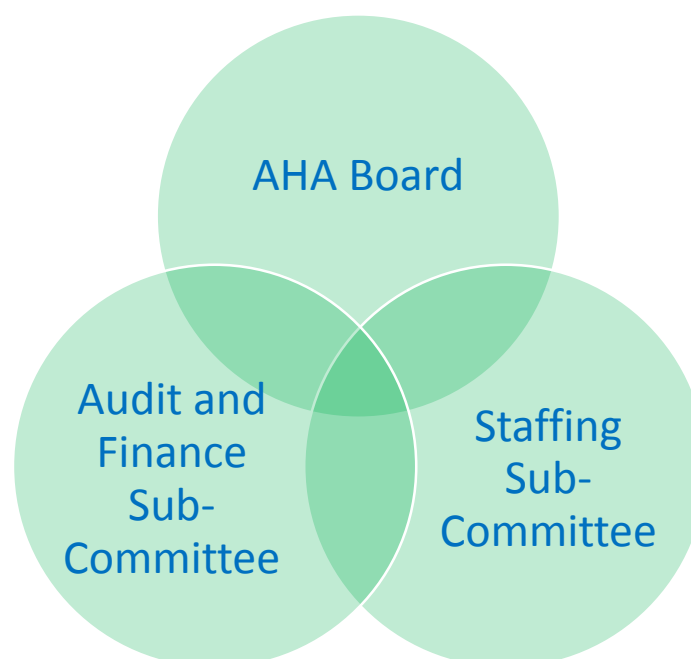 AHA Board
Audit and
Finance
Sub-
Committee
Staffing
Sub-
Committee